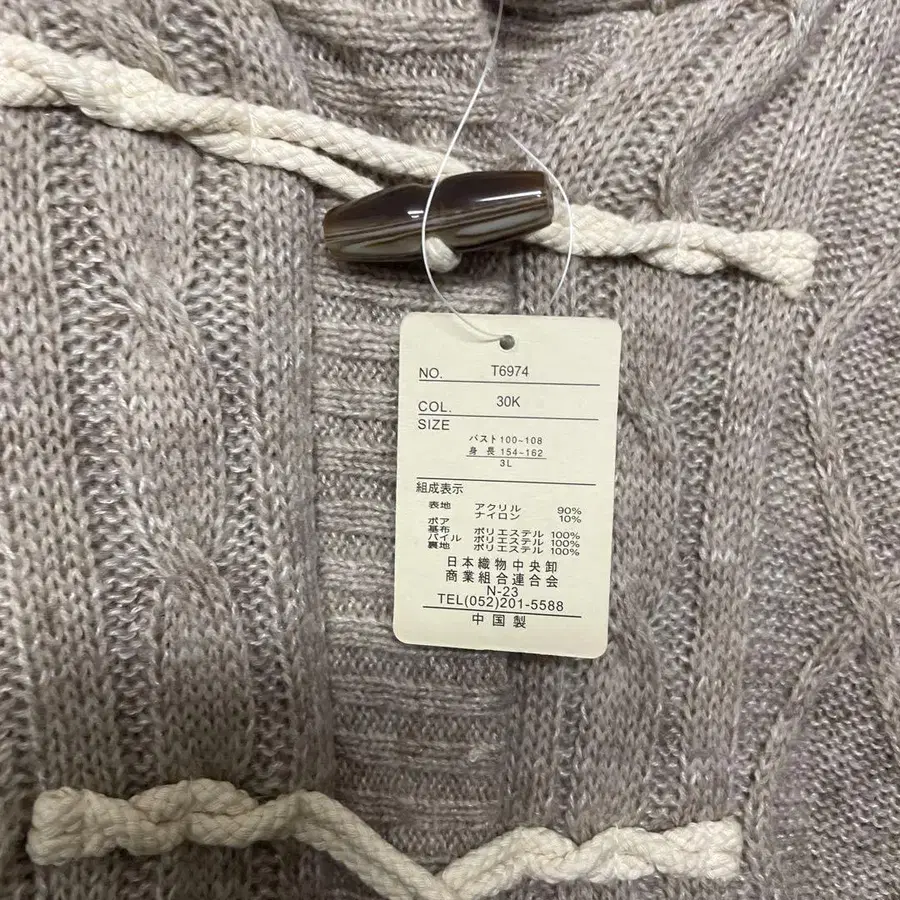 NO. T6974
COL. 30K
SIZE
バスト100~108
身 長 154~162
3L
組成表示
表地 アクリル 90%
ナイロン 10%
ボア
基布 ポリエステル 100%
パイル ポリエステル 100%
裏地 ポリエステル 100%
日本織物中央卸
商業組合連合会
N-23
TEL(052)201-5588
中国製